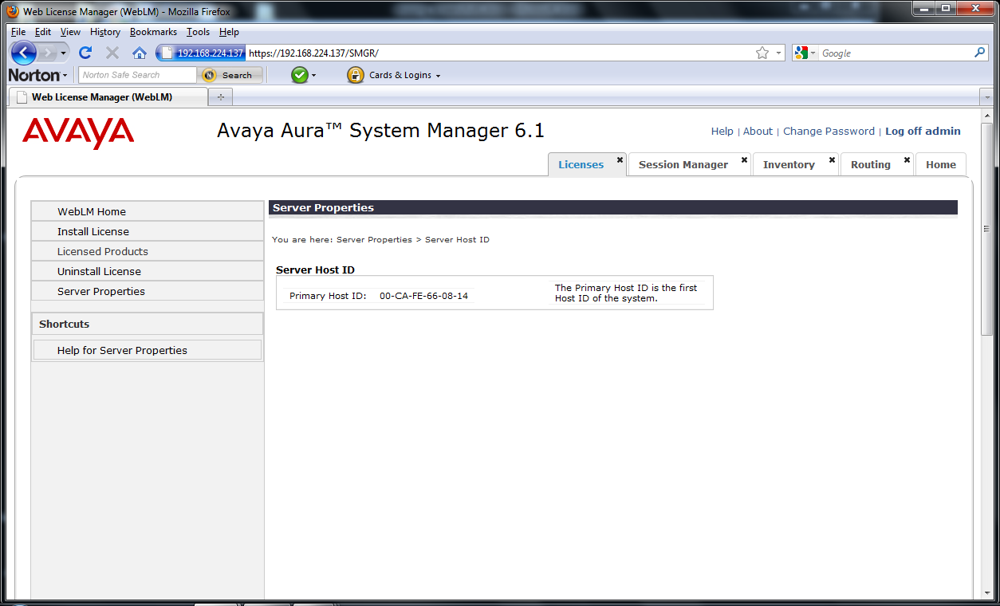 Web License Manager (WebLM) - Mozilla Firefox
File Edit View History Bookmarks Tools Help
192.168.224.137 https://192.168.224.137/SMGR/ Google
Norton Norton Safe Search Search Cards & Logins
Web License Manager (WebLM)
AVAYA
Avaya Aura™ System Manager 6.1
Help | About | Change Password | Log off admin
Licenses Session Manager Inventory Routing Home
WebLM Home
Install License
Licensed Products
Uninstall License
Server Properties
Shortcuts
Help for Server Properties
Server Properties
You are here: Server Properties > Server Host ID
Server Host ID
Primary Host ID: 00-CA-FE-66-08-14
The Primary Host ID is the first
Host ID of the system.